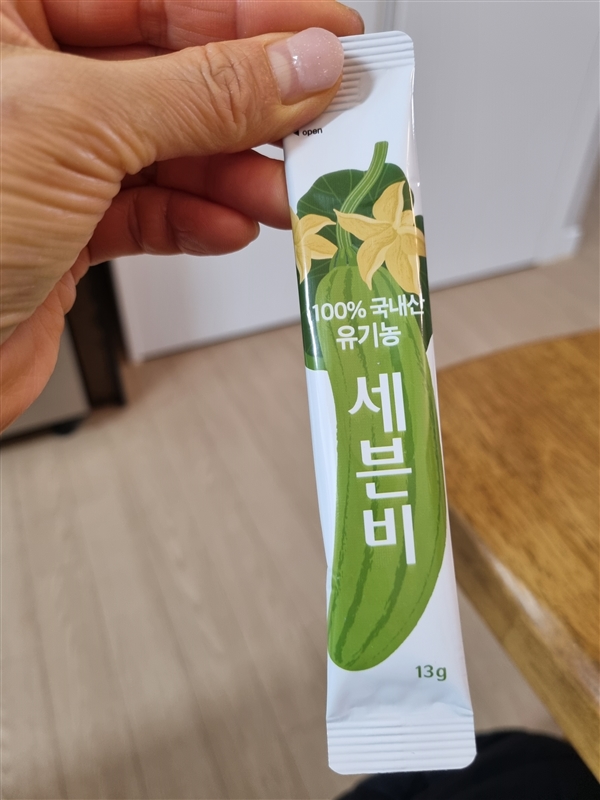 ◀ open
100% 국내산
유기농
세븐비
13g